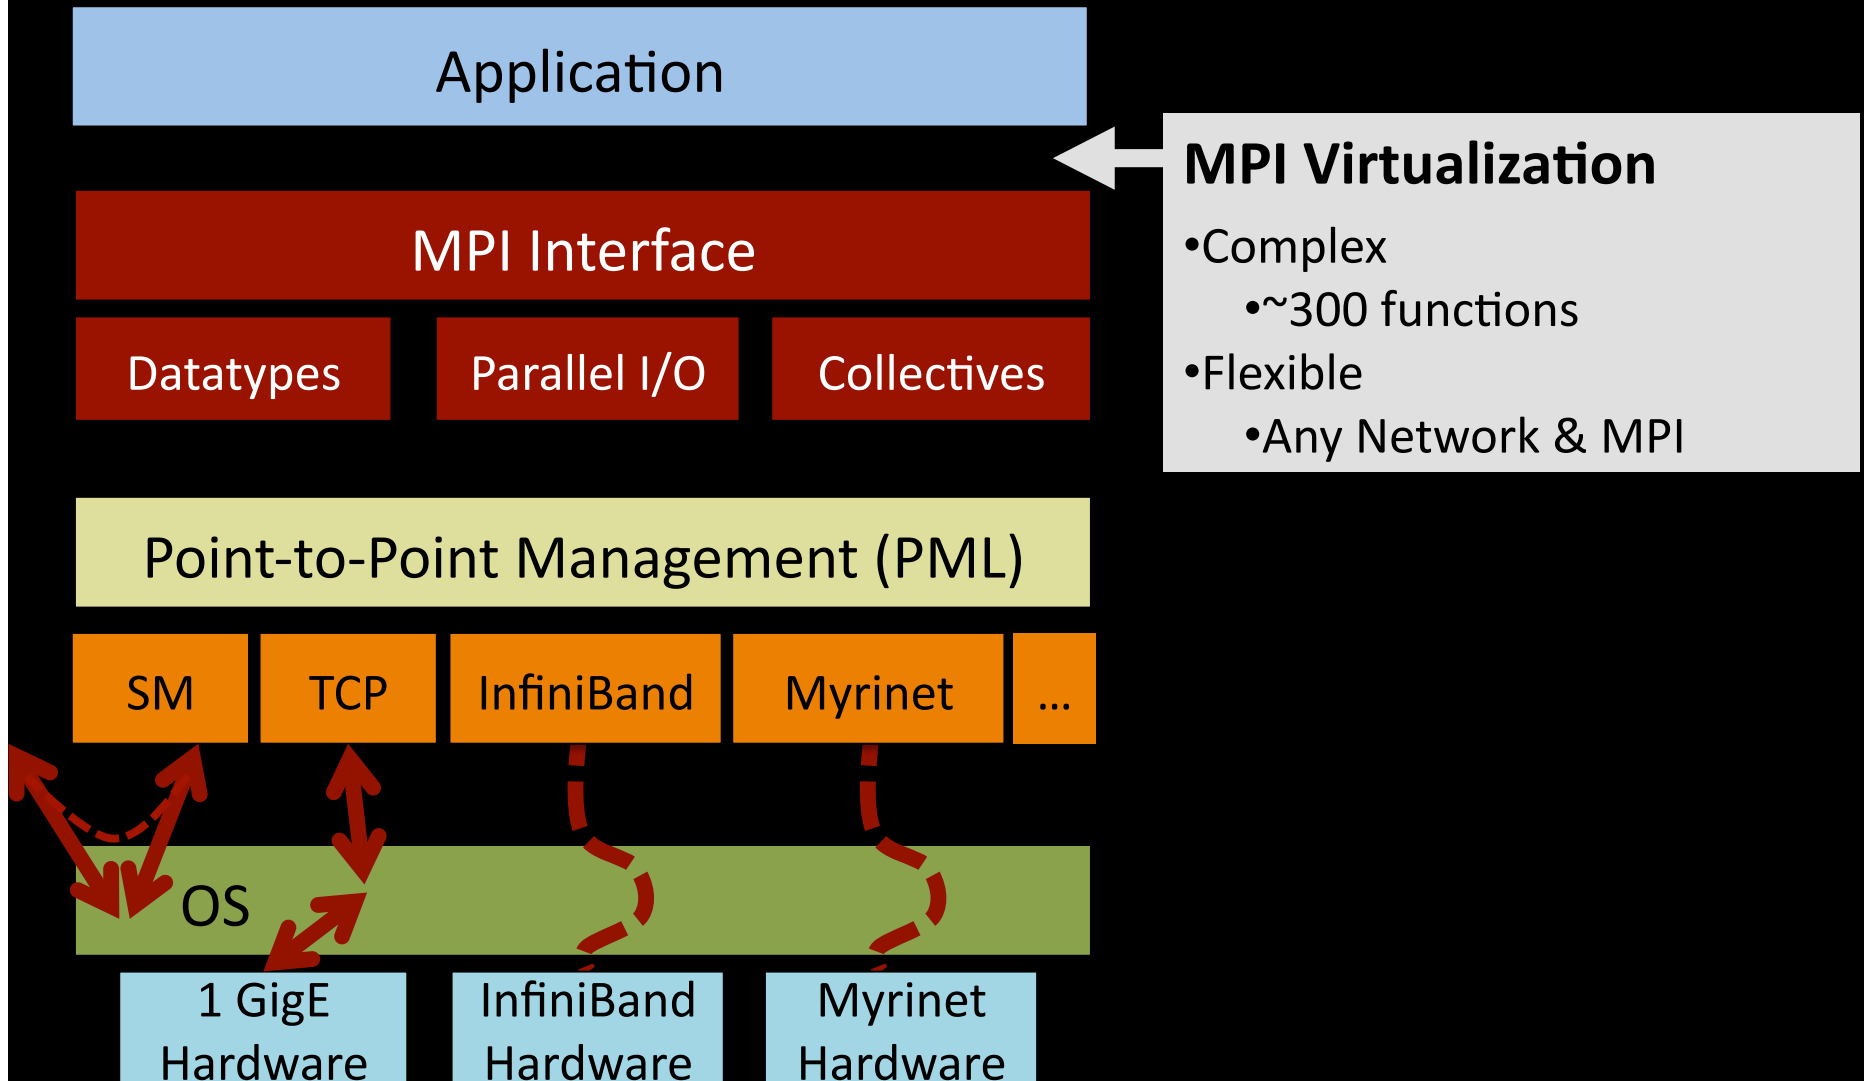 Application
MPI Virtualization
•Complex
•~300 functions
•Flexible
•Any Network & MPI
MPI Interface
Datatypes
Parallel I/O
Collectives
Point-to-Point Management (PML)
SM
TCP
InfiniBand
Myrinet
...
OS
1 GigE
Hardware
InfiniBand
Hardware
Myrinet
Hardware